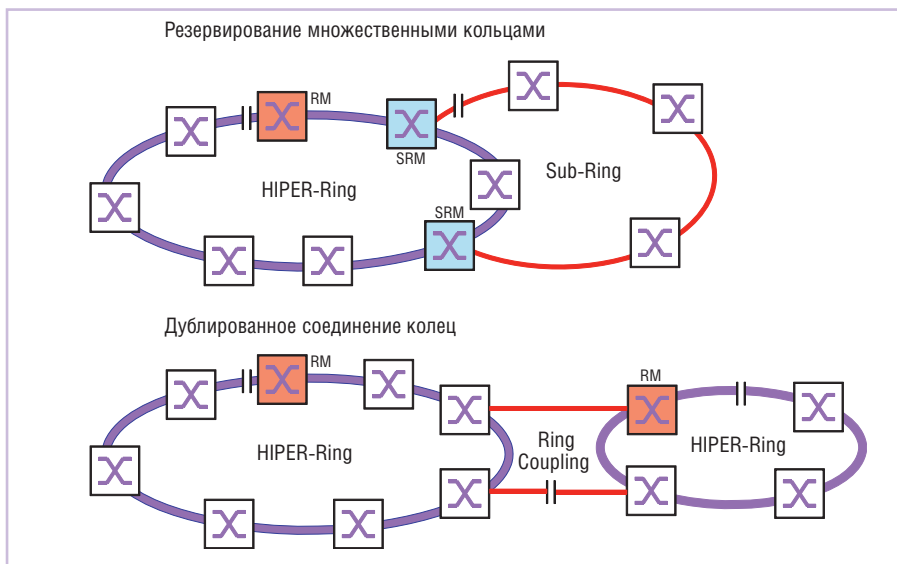 Резервирование множественными кольцами
RM
SRM
HIPER-Ring
Sub-Ring
SRM
Дублированное соединение колец
RM
RM
HIPER-Ring
Ring
Coupling
HIPER-Ring